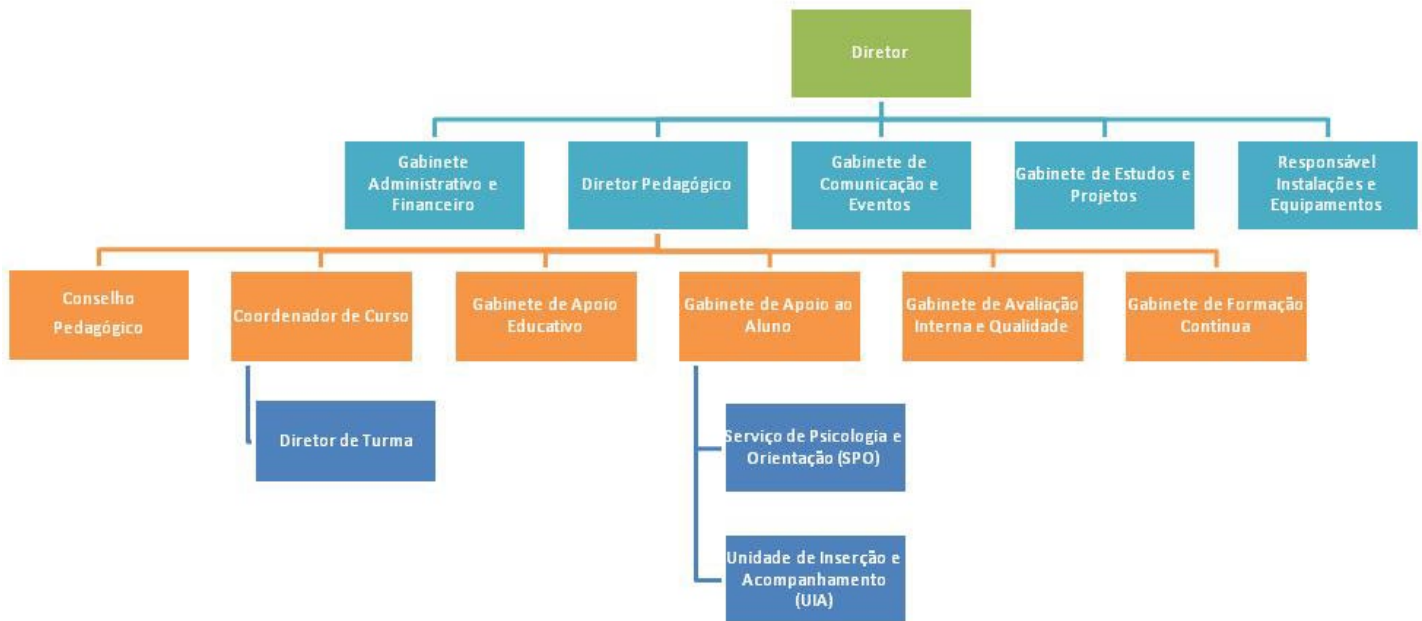 Diretor
Gabinete
Administrativo e
Financeiro
Diretor Pedagógico
Gabinete de
Comunicação e
Eventos
Gabinete de Estudos e
Projetos
Responsável
Instalações e
Equipamentos
Conselho
Pedagógico
Coordenador de Curso
Gabinete de Apoio
Educativo
Gabinete de Apoio ao
Aluno
Gabinete de Avaliação
Interna e Qualidade
Gabinete de Formação
Contínua
Diretor de Turma
Serviço de Psicologia e
Orientação (SPO)
Unidade de Inserção e
Acompanhamento
(UIA)